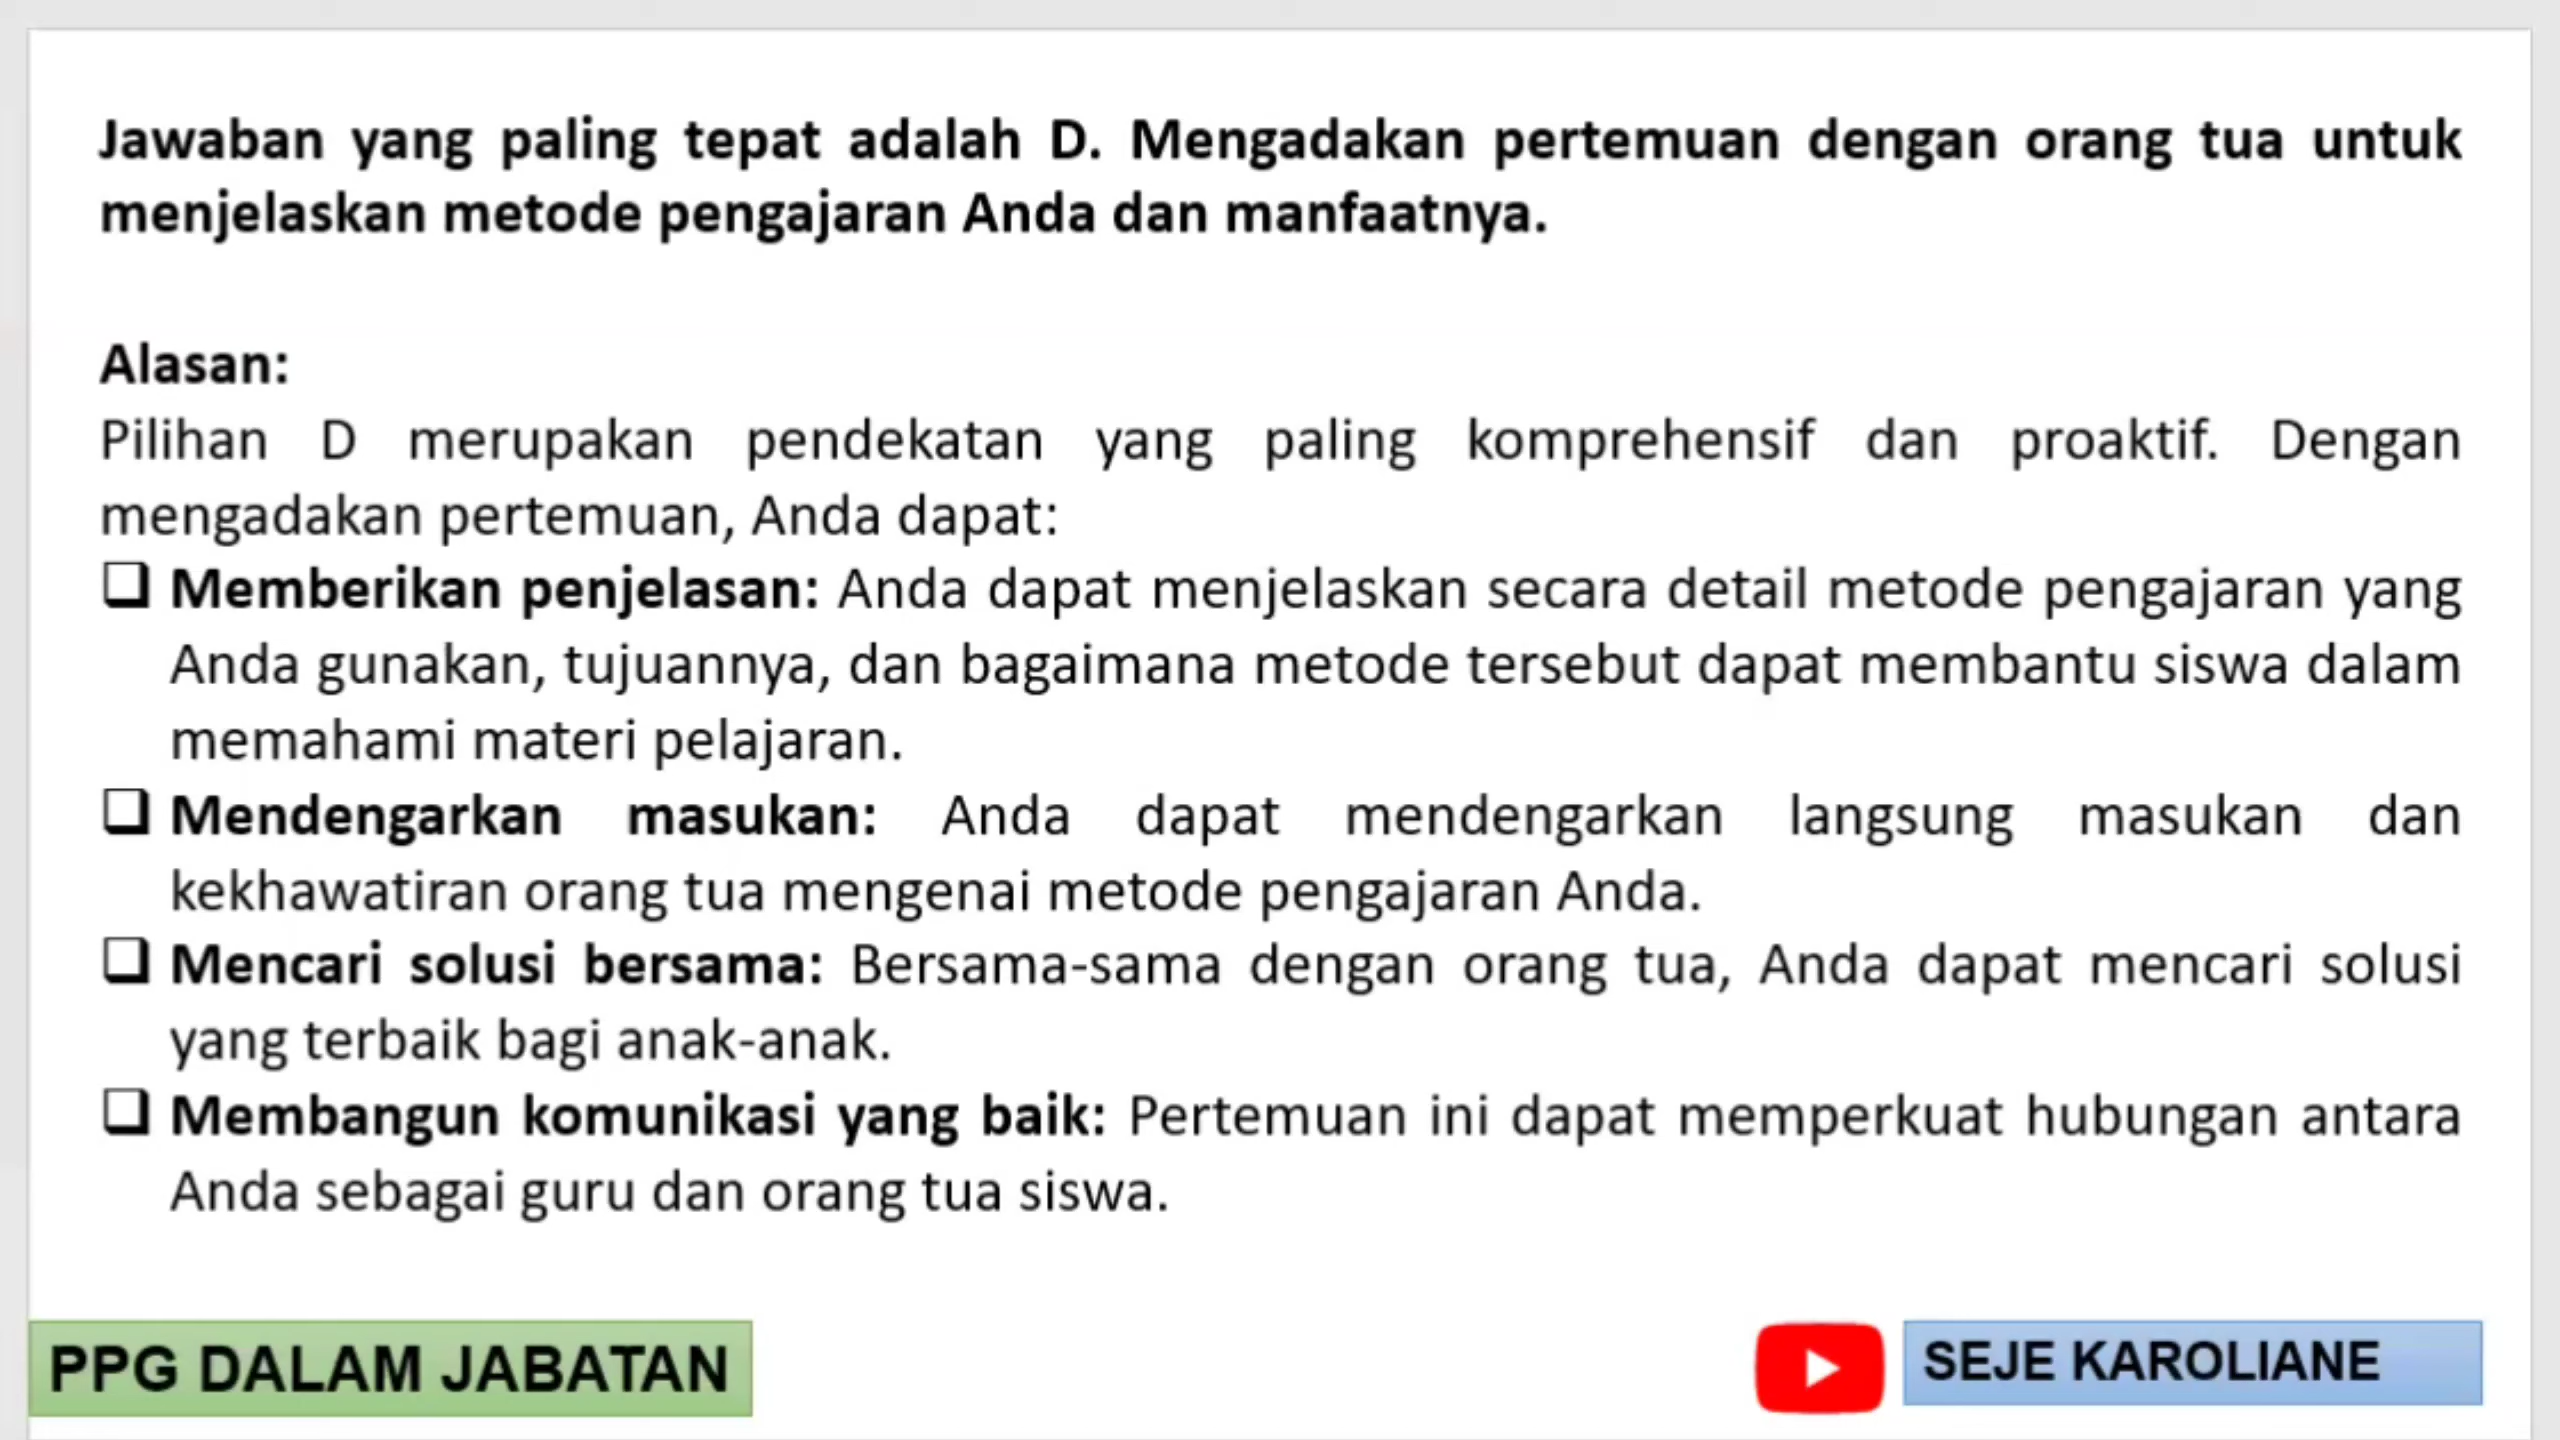 Jawaban yang paling tepat adalah D. Mengadakan pertemuan dengan orang tua untuk
menjelaskan metode pengajaran Anda dan manfaatnya.
Alasan:
Pilihan D merupakan pendekatan yang paling komprehensif dan proaktif. Dengan
mengadakan pertemuan, Anda dapat:
❑ Memberikan penjelasan: Anda dapat menjelaskan secara detail metode pengajaran yang
Anda gunakan, tujuannya, dan bagaimana metode tersebut dapat membantu siswa dalam
memahami materi pelajaran.
❑ Mendengarkan masukan: Anda dapat mendengarkan langsung masukan dan
kekhawatiran orang tua mengenai metode pengajaran Anda.
❑ Mencari solusi bersama: Bersama-sama dengan orang tua, Anda dapat mencari solusi
yang terbaik bagi anak-anak.
❑ Membangun komunikasi yang baik: Pertemuan ini dapat memperkuat hubungan antara
Anda sebagai guru dan orang tua siswa.
PPG DALAM JABATAN
SEJE KAROLIANE